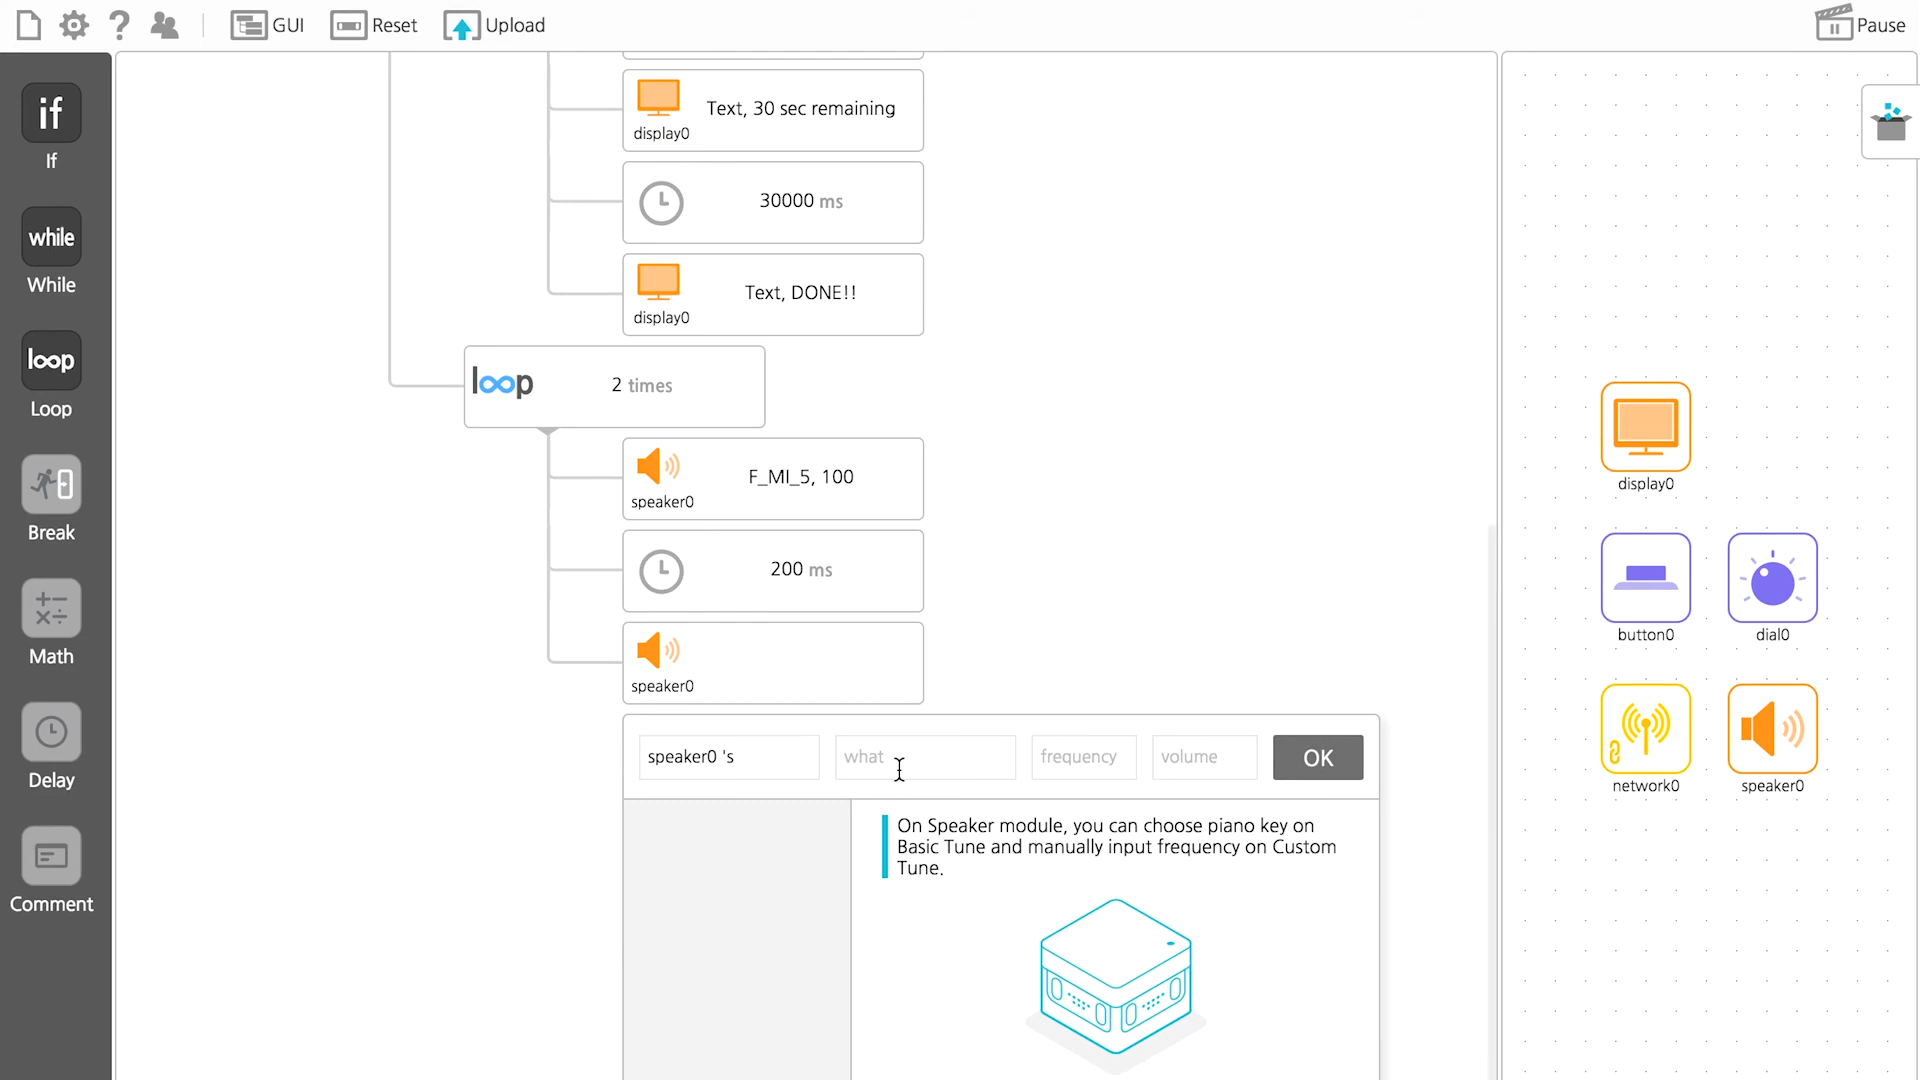 GUI
Reset
Upload
Pause
if
If
while
While
loop
Loop
Break
Math
Delay
Comment
display0
Text, 30 sec remaining
30000 ms
display0
Text, DONE!!
loop
2 times
speaker0
F_MI_5, 100
200 ms
speaker0
speaker0 's
what
frequency
volume
OK
On Speaker module, you can choose piano key on
Basic Tune and manually input frequency on Custom
Tune.
display0
button0
dial0
network0
speaker0